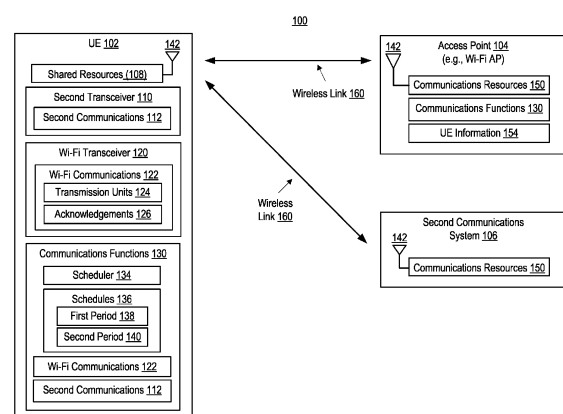 100
UE 102
142
Shared Resources (108)
Second Transceiver 110
Second Communications 112
Wi-Fi Transceiver 120
Wi-Fi Communications 122
Transmission Units 124
Acknowledgements 126
Communications Functions 130
Scheduler 134
Schedules 136
First Period 138
Second Period 140
Wi-Fi Communications 122
Second Communications 112
Wireless Link 160
Wireless
Link 160
142
Access Point 104
(e.g., Wi-Fi AP)
Communications Resources 150
Communications Functions 130
UE Information 154
Second Communications
System 106
142
Communications Resources 150